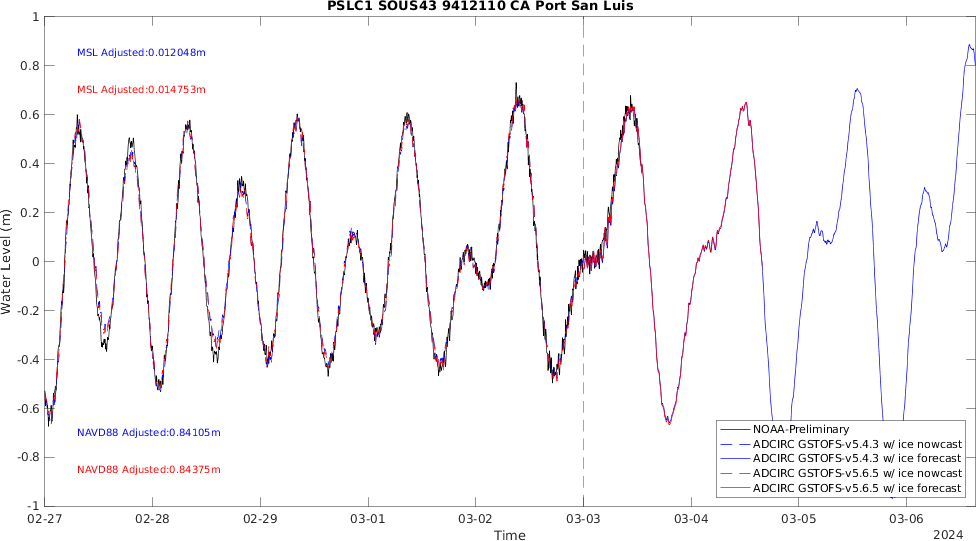 PSLC1 SOUS43 9412110 CA Port San Luis
MSL Adjusted:0.012048m
MSL Adjusted:0.014753m
NAVD88 Adjusted:0.84105m
NAVD88 Adjusted:0.84375m
Water Level (m)
1
0.8
0.6
0.4
0.2
0
-0.2
-0.4
-0.6
-0.8
-1
NOAA-Preliminary
ADCIRC GSTOFS-v5.4.3 w/ ice nowcast
ADCIRC GSTOFS-v5.4.3 w/ ice forecast
ADCIRC GSTOFS-v5.6.5 w/ ice nowcast
ADCIRC GSTOFS-v5.6.5 w/ ice forecast
02-27 02-28 02-29 03-01 03-02 03-03 03-04 03-05 03-06
Time
2024